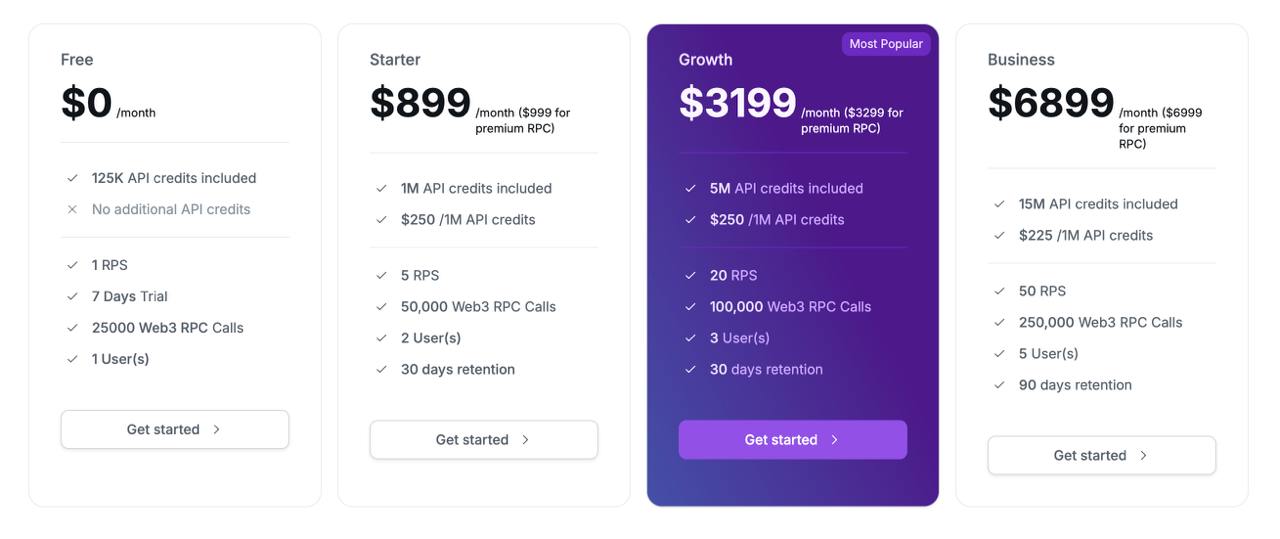 Free
$0 /month
125K API credits included
No additional API credits
1 RPS
7 Days Trial
25000 Web3 RPC Calls
1 User(s)
Get started
Starter
$899 /month ($999 for
premium RPC)
1M API credits included
$250 /1M API credits
5 RPS
50,000 Web3 RPC Calls
2 User(s)
30 days retention
Get started
Most Popular
Growth
$3199 /month ($3299 for
premium RPC)
5M API credits included
$250 /1M API credits
20 RPS
100,000 Web3 RPC Calls
3 User(s)
30 days retention
Get started
Business
$6899 /month ($6999
for premium
RPC)
15M API credits included
$225 /1M API credits
50 RPS
250,000 Web3 RPC Calls
5 User(s)
90 days retention
Get started